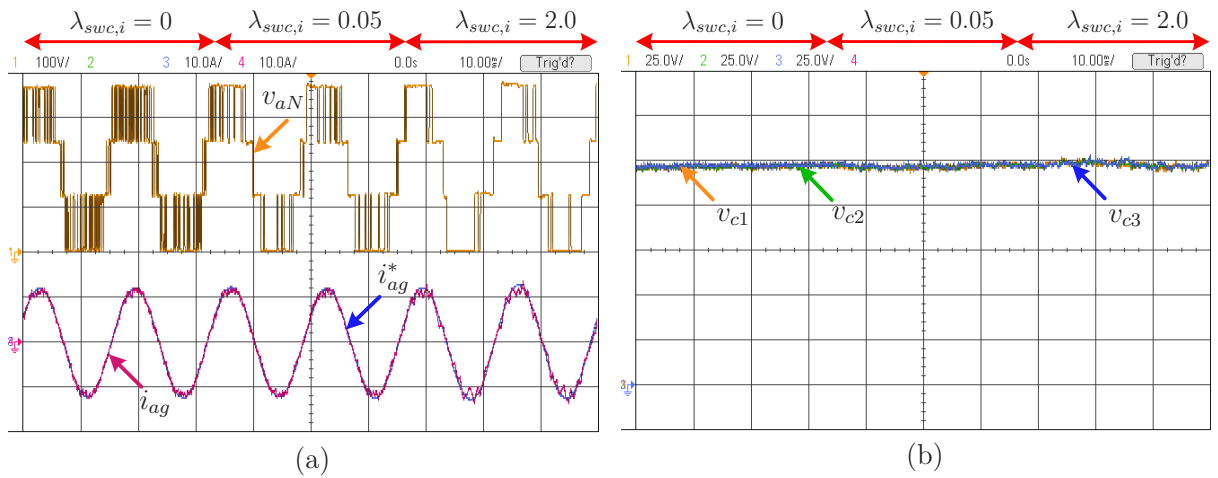 λswc,i = 0 λswc,i = 0.05 λswc,i = 2.0
1 100V/ 2 3 10.0A/ 4 10.0A/ 0.0s 10.00ms/ Trig'd?
vaN
i*ag
iag
(a)
λswc,i = 0 λswc,i = 0.05 λswc,i = 2.0
1 25.0V/ 2 25.0V/ 3 25.0V/ 4 0.0s 10.00ms/ Trig'd?
vc1 vc2 vc3
(b)